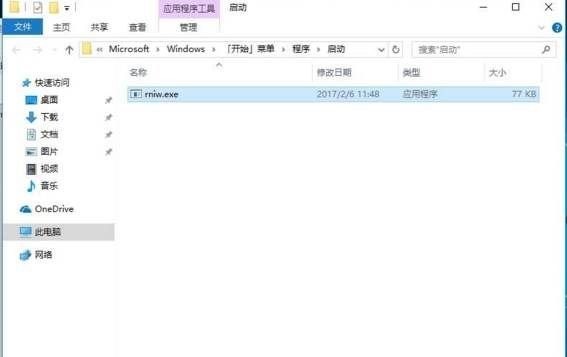 应用程序工具 启动
文件 主页 共享 查看 管理
« Microsoft › Windows › 「开始」菜单 › 程序 › 启动
搜索"启动"
名称 修改日期 类型 大小
rniw.exe 2017/2/6 11:48 应用程序 77 KB
快速访问
桌面
下载
文档
图片
视频
音乐
OneDrive
此电脑
网络